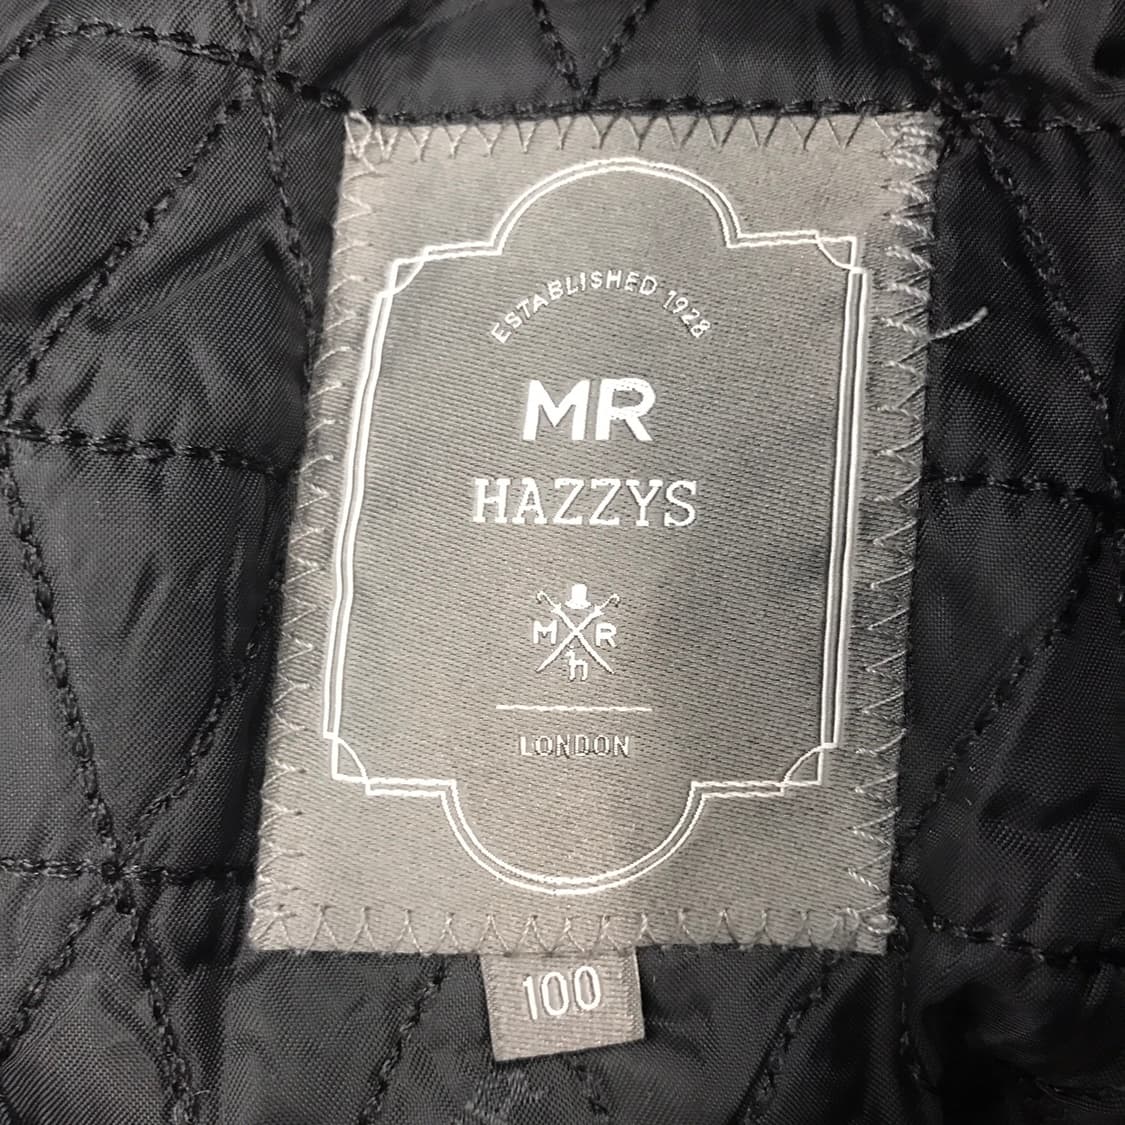 ESTABLISHED 1928
MR
HAZZYS
M R
h
LONDON
100